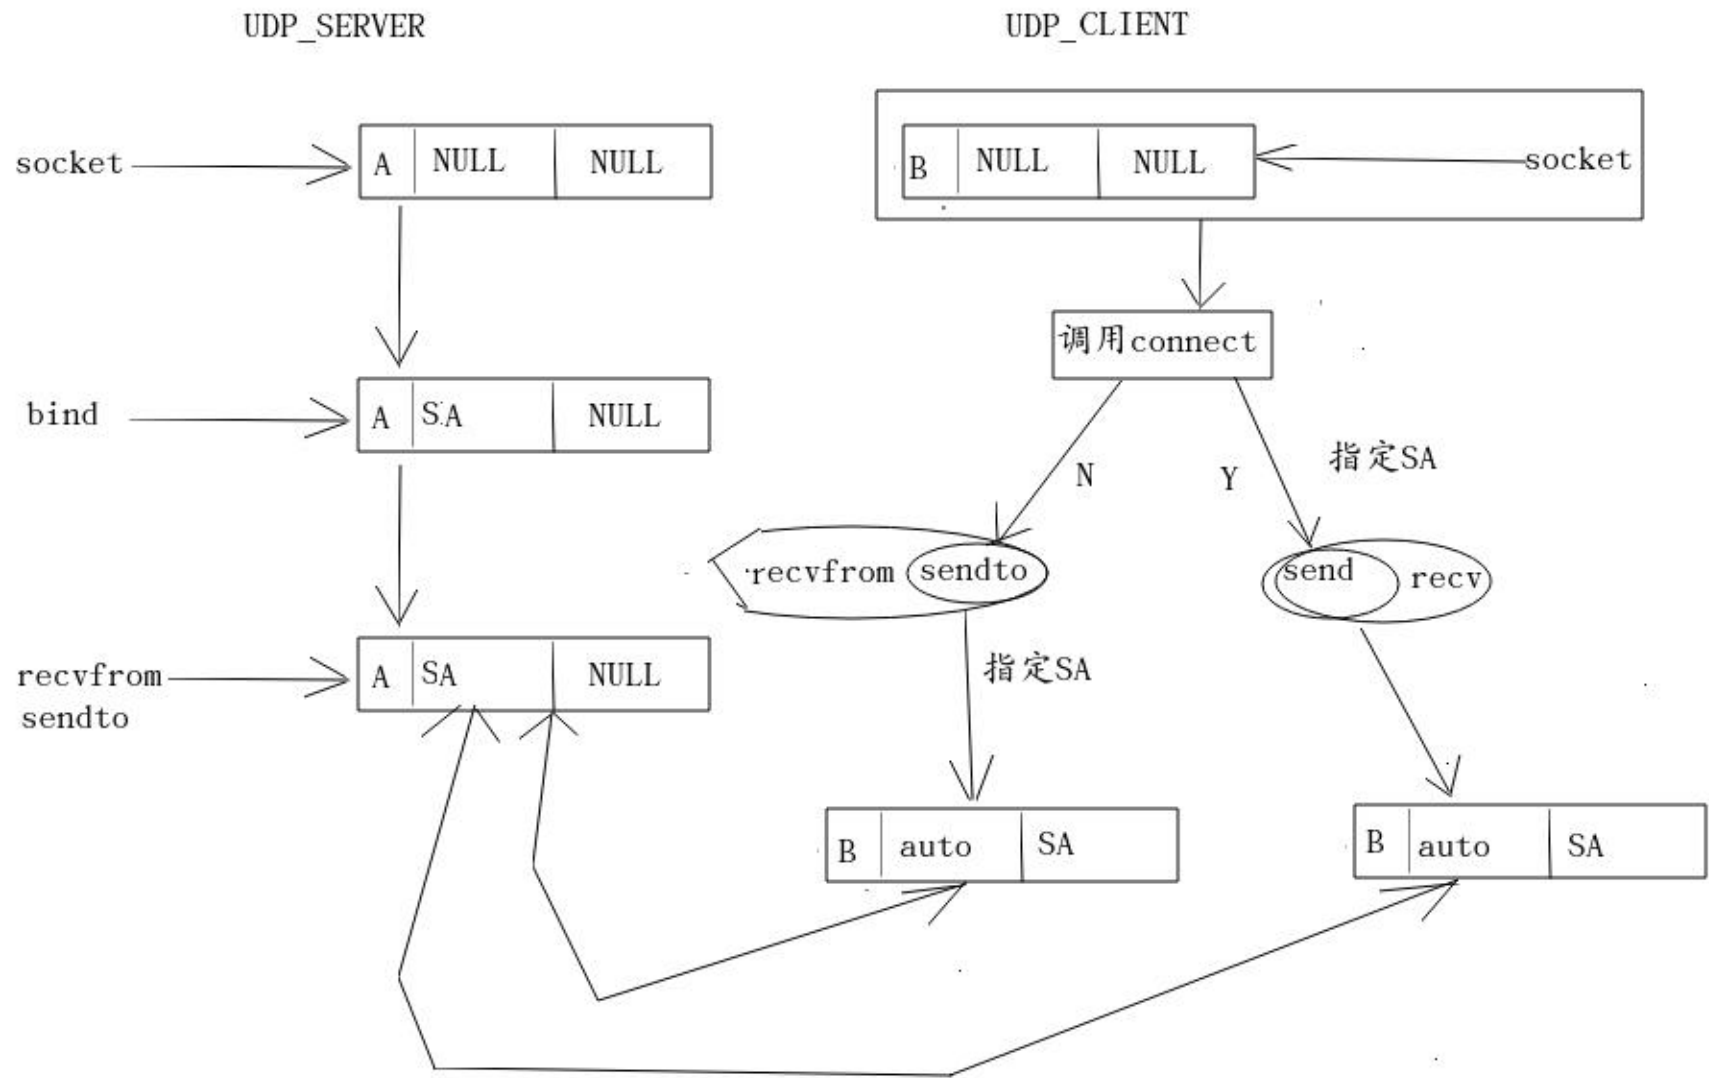 UDP_SERVER
UDP_CLIENT
socket
A NULL NULL
B NULL NULL
socket
调用connect
bind
A SA NULL
N
Y
指定SA
recvfrom sendto
send recv
recvfrom
sendto
A SA NULL
指定SA
B auto SA
B auto SA